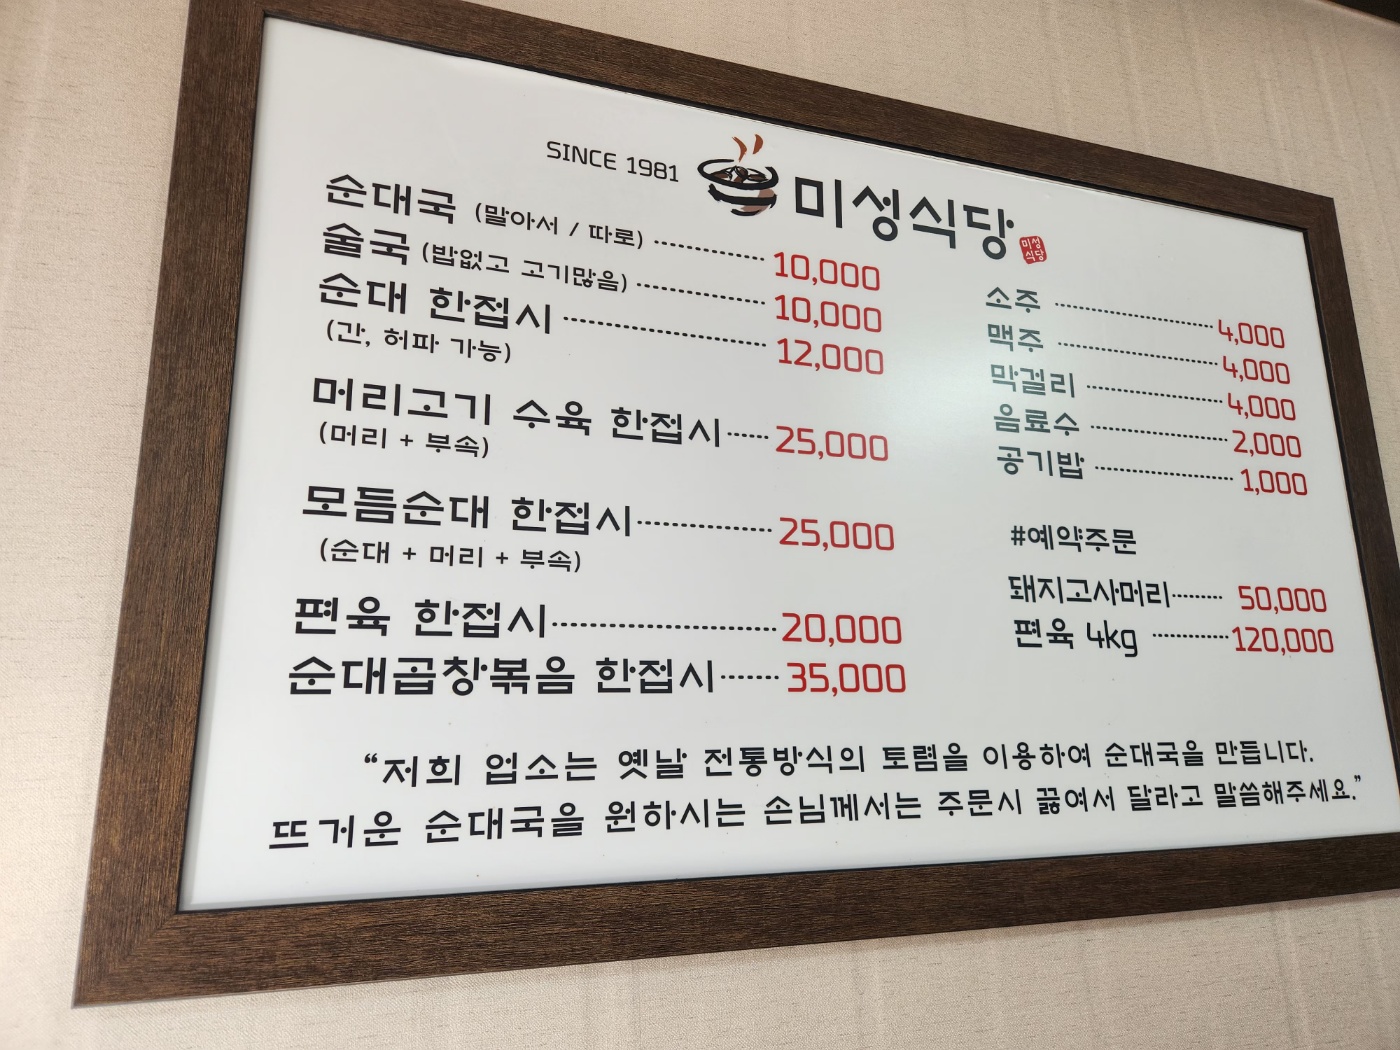 SINCE 1981 미성식당
미성
식당
순대국 (말아서 / 따로) 10,000
술국 (밥없고 고기많음) 10,000
순대 한접시 12,000
(간, 허파 가능)
머리고기 수육 한접시 25,000
(머리 + 부속)
모듬순대 한접시 25,000
(순대 + 머리 + 부속)
편육 한접시 20,000
순대곱창볶음 한접시 35,000
소주 4,000
맥주 4,000
막걸리 4,000
음료수 2,000
공기밥 1,000
#예약주문
돼지고사머리 50,000
편육 4kg 120,000
“저희 업소는 옛날 전통방식의 토렴을 이용하여 순대국을 만듭니다.
뜨거운 순대국을 원하시는 손님께서는 주문시 끓여서 달라고 말씀해주세요.”